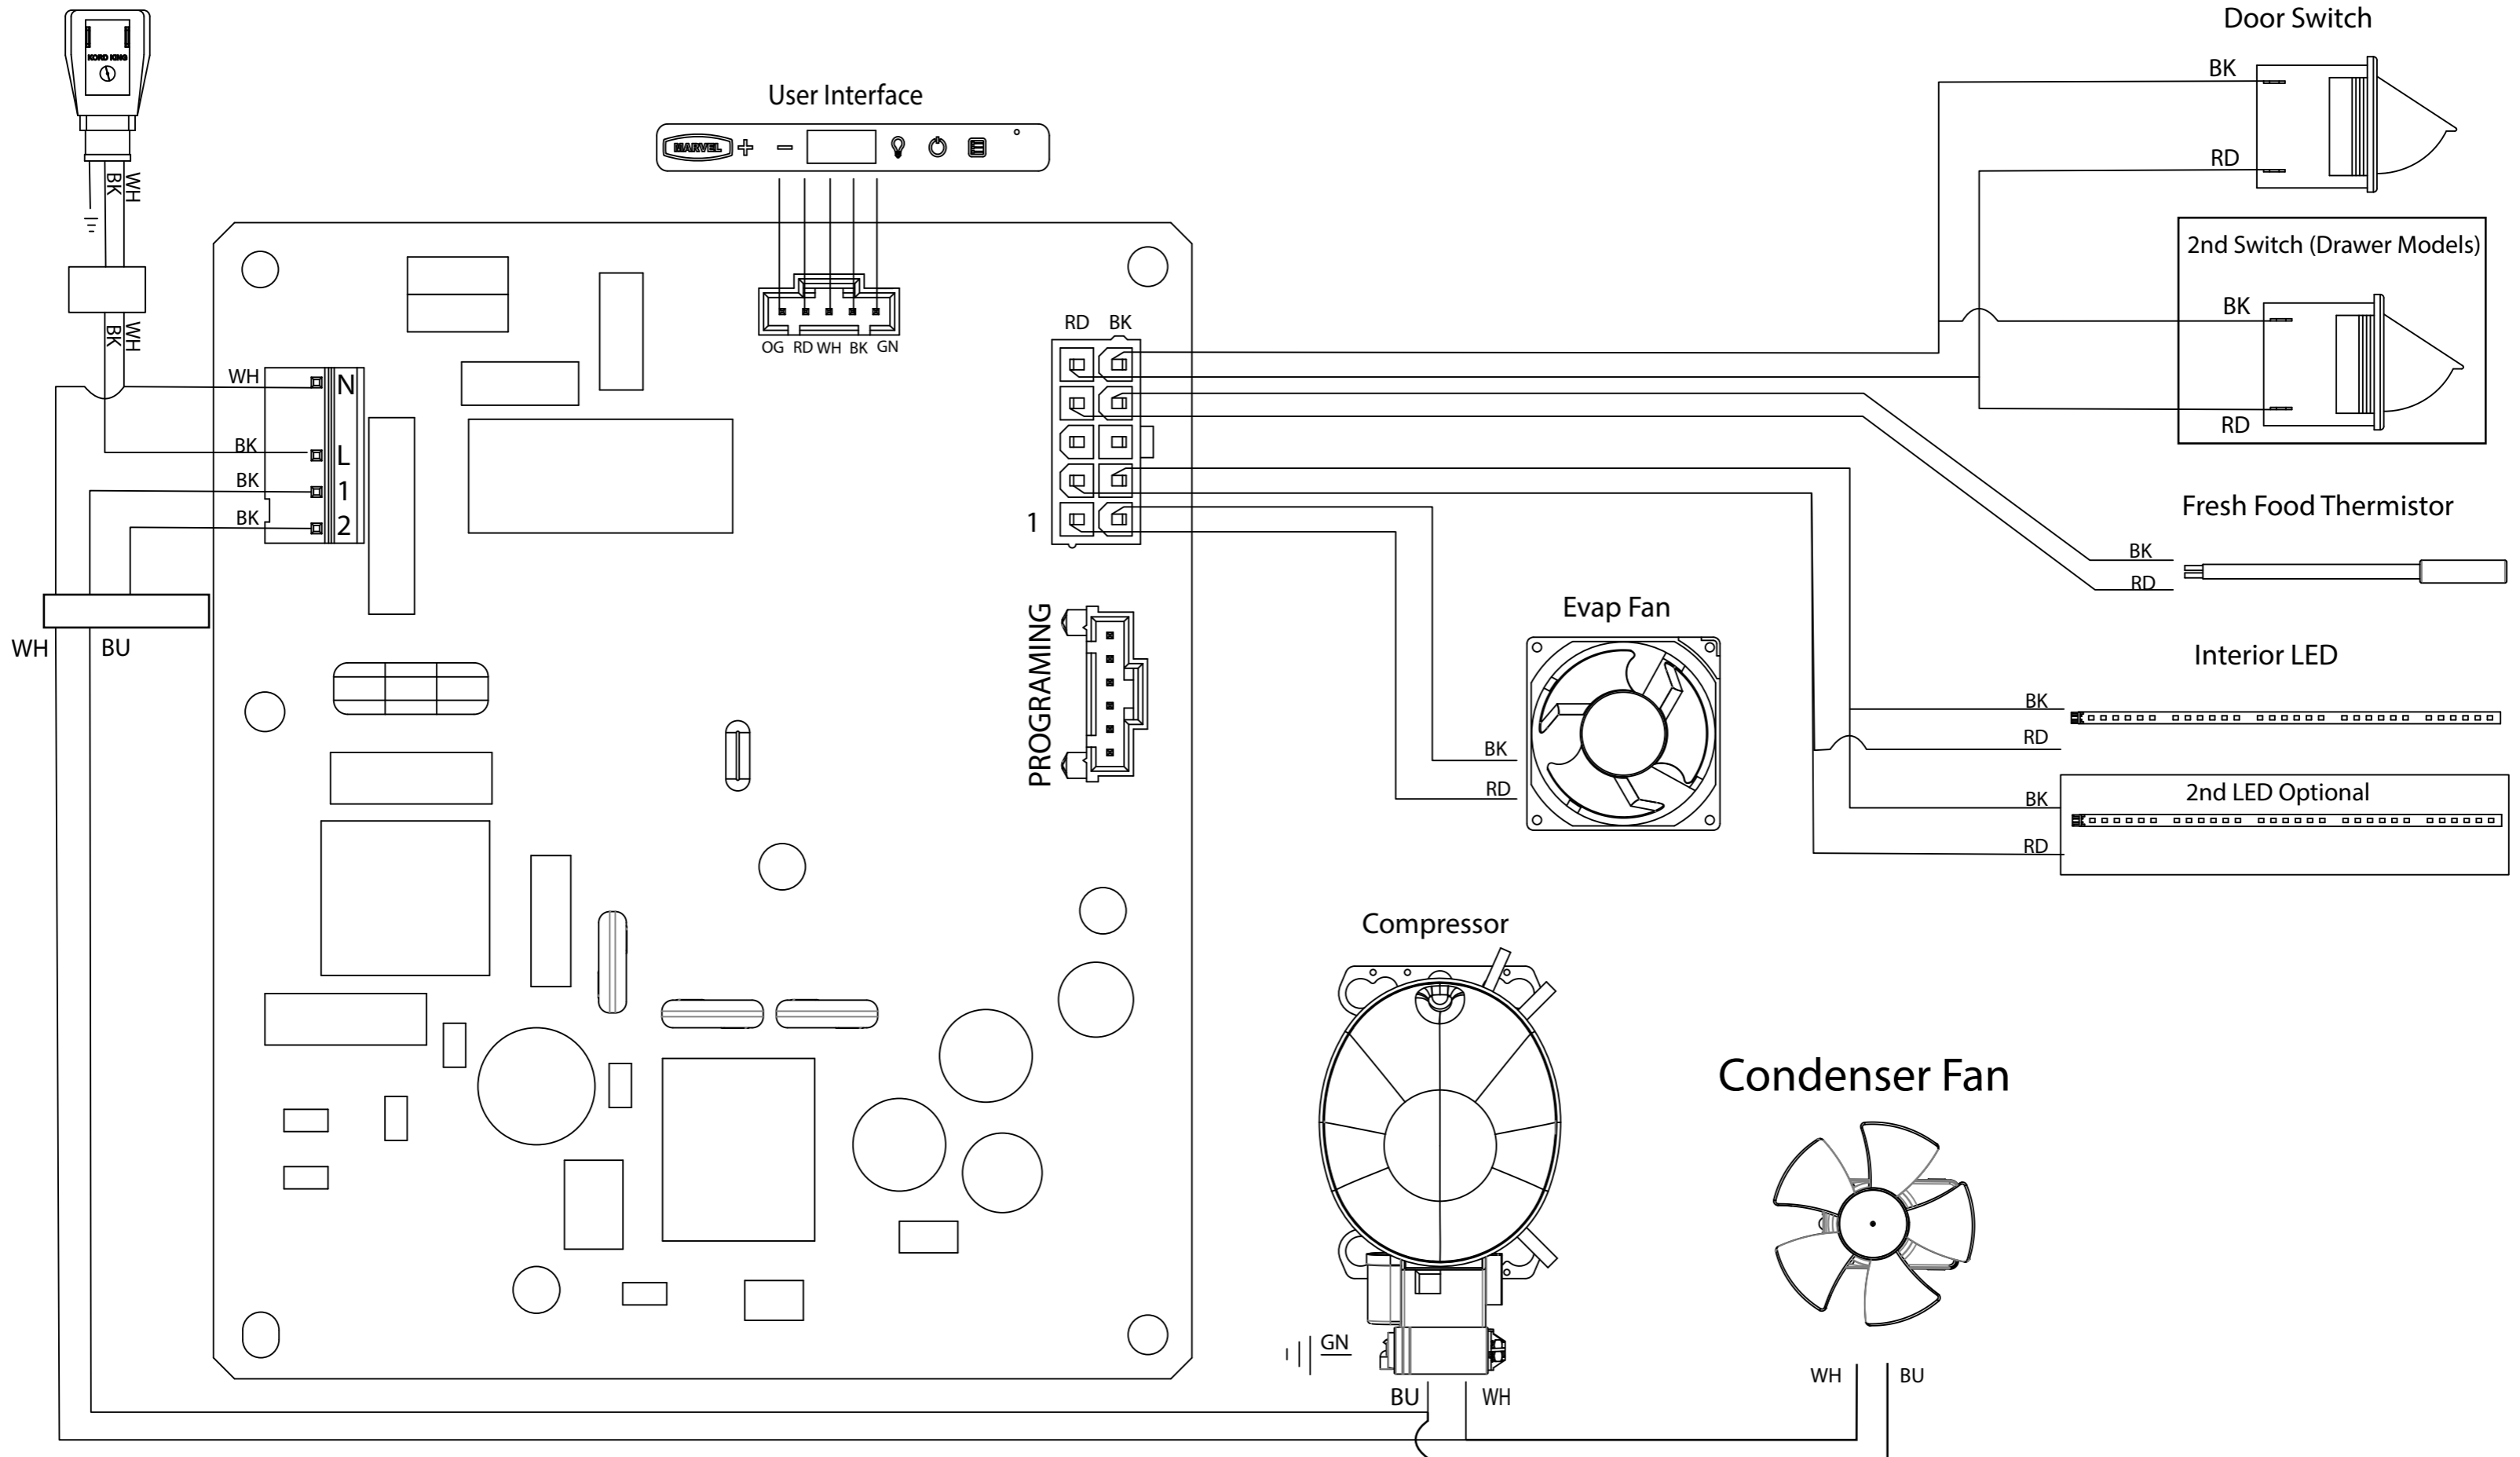 Door Switch
KORD KING
BK
User Interface
MARVEL
RD
BK
WH
2nd Switch (Drawer Models)
BK
RD
BK
WH
RD BK
OG RD WH BK GN
WH
N
BK
L
BK
1
BK
2
1
Fresh Food Thermistor
BK
RD
Evap Fan
WH
BU
PROGRAMING
Interior LED
BK
RD
BK
RD
BK
2nd LED Optional
RD
Compressor
Condenser Fan
GN
BU
WH
WH
BU